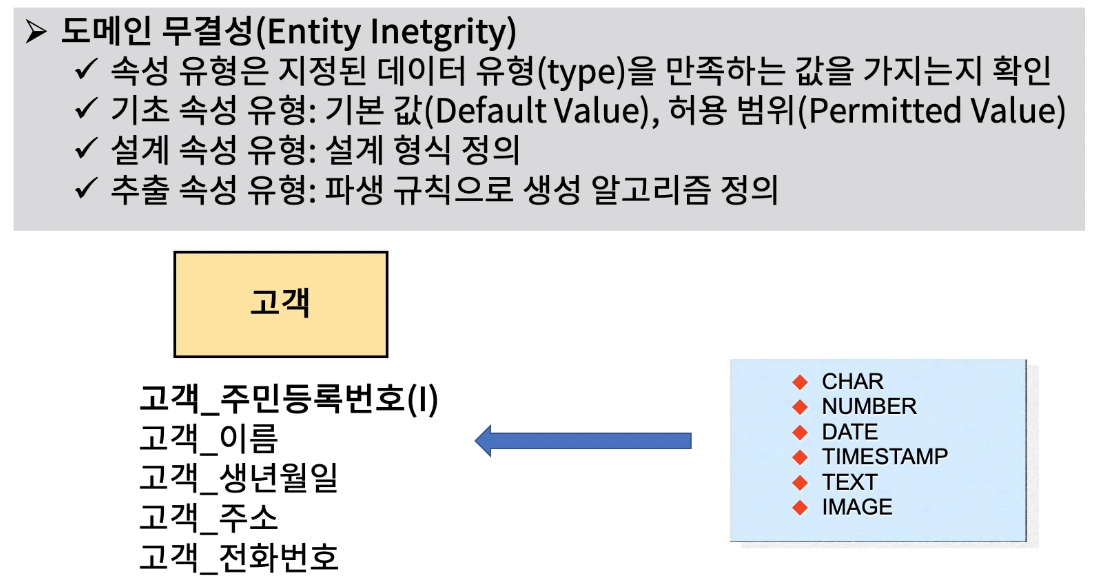 ➢ 도메인 무결성(Entity Inetgrity)
✓ 속성 유형은 지정된 데이터 유형(type)을 만족하는 값을 가지는지 확인
✓ 기초 속성 유형: 기본 값(Default Value), 허용 범위(Permitted Value)
✓ 설계 속성 유형: 설계 형식 정의
✓ 추출 속성 유형: 파생 규칙으로 생성 알고리즘 정의
고객
고객_주민등록번호(I)
고객_이름
고객_생년월일
고객_주소
고객_전화번호
◆ CHAR
◆ NUMBER
◆ DATE
◆ TIMESTAMP
◆ TEXT
◆ IMAGE